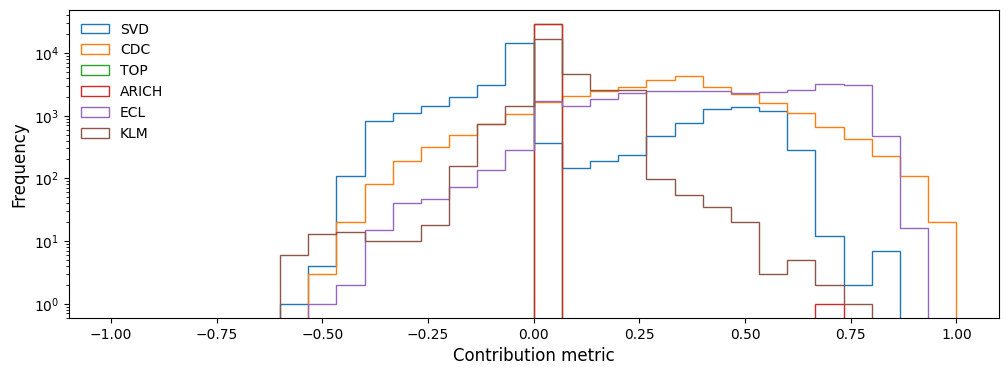 SVD
CDC
TOP
ARICH
ECL
KLM
Frequency
10⁴
10³
10²
10¹
10⁰
−1.00 −0.75 −0.50 −0.25 0.00 0.25 0.50 0.75 1.00
Contribution metric